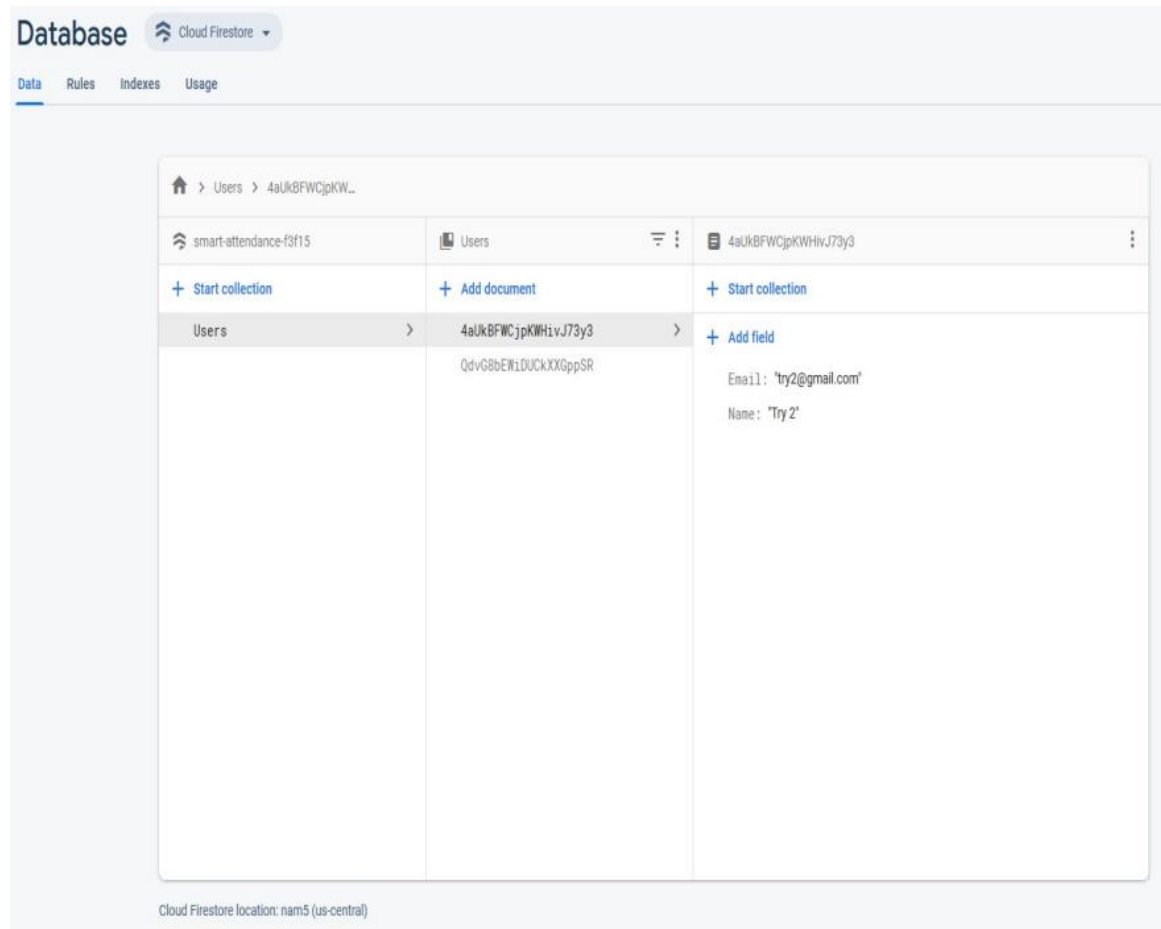 Database Cloud Firestore
Data Rules Indexes Usage
> Users > 4aUkBFWCjpKW…
smart-attendance-f3f15 Users 4aUkBFWCjpKWHivJ73y3
+ Start collection + Add document + Start collection
Users > 4aUkBFWCjpKWHivJ73y3 > + Add field
QdvG8bEWiDUCkXXGppSR
Email: "try2@gmail.com"
Name: "Try 2"
Cloud Firestore location: nam5 (us-central)